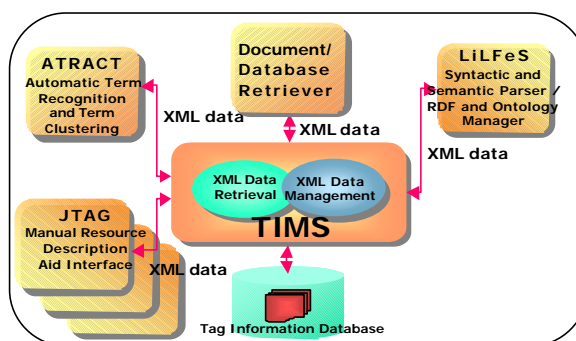 ATRACT
Automatic Term
Recognition
and Term
Clustering
XML data
Document/
Database
Retriever
XML data
LiLFeS
Syntactic and
Semantic Parser /
RDF and Ontology
Manager
XML data
XML Data
Retrieval
XML Data
Management
TIMS
JTAG
Manual Resource
Description
Aid Interface
XML data
Tag Information Database